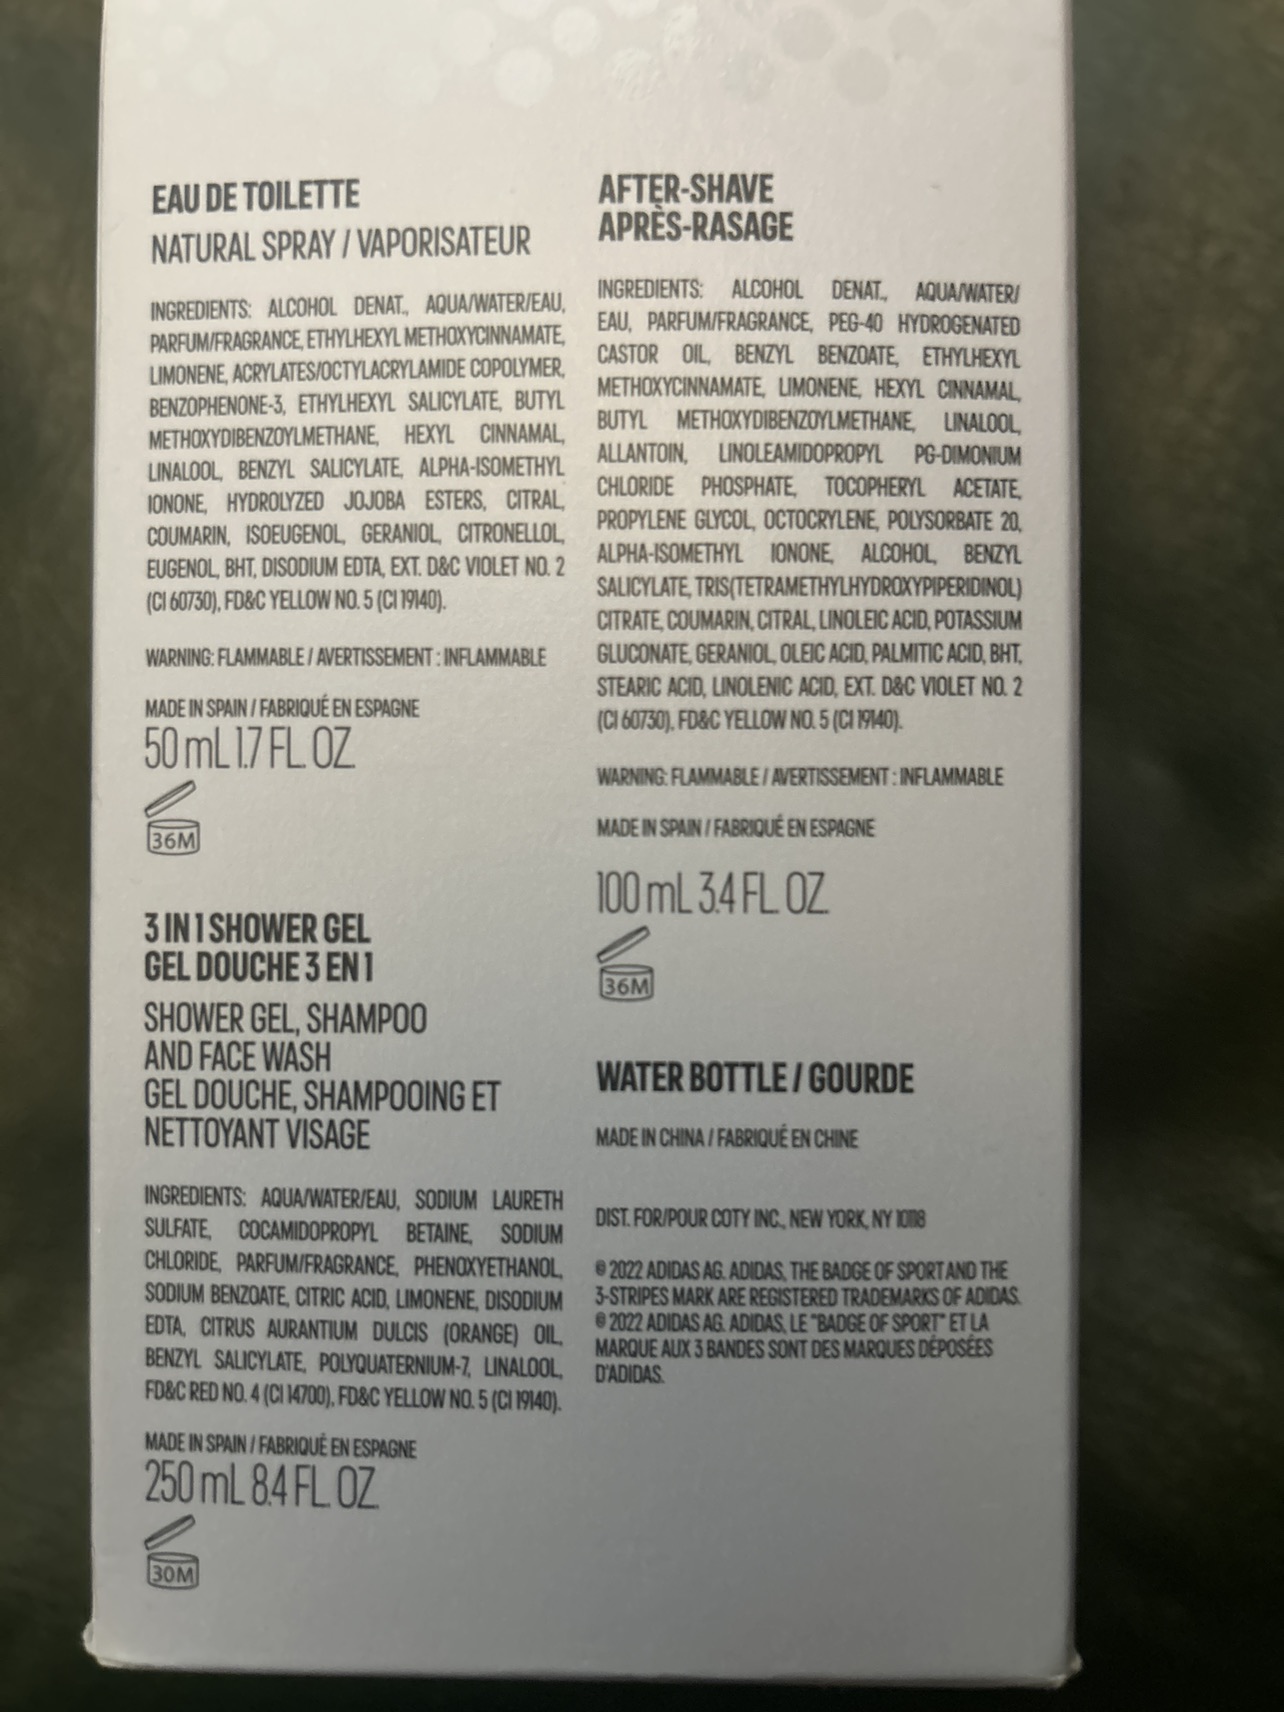 EAU DE TOILETTE
NATURAL SPRAY / VAPORISATEUR
INGREDIENTS: ALCOHOL DENAT., AQUA/WATER/EAU,
PARFUM/FRAGRANCE, ETHYLHEXYL METHOXYCINNAMATE,
LIMONENE, ACRYLATES/OCTYLACRYLAMIDE COPOLYMER,
BENZOPHENONE-3, ETHYLHEXYL SALICYLATE, BUTYL
METHOXYDIBENZOYLMETHANE, HEXYL CINNAMAL,
LINALOOL, BENZYL SALICYLATE, ALPHA-ISOMETHYL
IONONE, HYDROLYZED JOJOBA ESTERS, CITRAL,
COUMARIN, ISOEUGENOL, GERANIOL, CITRONELLOL,
EUGENOL, BHT, DISODIUM EDTA, EXT. D&C VIOLET NO. 2
(CI 60730), FD&C YELLOW NO. 5 (CI 19140).
WARNING: FLAMMABLE / AVERTISSEMENT : INFLAMMABLE
MADE IN SPAIN / FABRIQUÉ EN ESPAGNE
50 mL 1.7 FL. OZ.
36M
3 IN 1 SHOWER GEL
GEL DOUCHE 3 EN 1
SHOWER GEL, SHAMPOO
AND FACE WASH
GEL DOUCHE, SHAMPOOING ET
NETTOYANT VISAGE
INGREDIENTS: AQUA/WATER/EAU, SODIUM LAURETH
SULFATE, COCAMIDOPROPYL BETAINE, SODIUM
CHLORIDE, PARFUM/FRAGRANCE, PHENOXYETHANOL,
SODIUM BENZOATE, CITRIC ACID, LIMONENE, DISODIUM
EDTA, CITRUS AURANTIUM DULCIS (ORANGE) OIL,
BENZYL SALICYLATE, POLYQUATERNIUM-7, LINALOOL,
FD&C RED NO. 4 (CI 14700), FD&C YELLOW NO. 5 (CI 19140).
MADE IN SPAIN / FABRIQUÉ EN ESPAGNE
250 mL 8.4 FL. OZ.
30M
AFTER-SHAVE
APRÈS-RASAGE
INGREDIENTS: ALCOHOL DENAT., AQUA/WATER/
EAU, PARFUM/FRAGRANCE, PEG-40 HYDROGENATED
CASTOR OIL, BENZYL BENZOATE, ETHYLHEXYL
METHOXYCINNAMATE, LIMONENE, HEXYL CINNAMAL,
BUTYL METHOXYDIBENZOYLMETHANE, LINALOOL,
ALLANTOIN, LINOLEAMIDOPROPYL PG-DIMONIUM
CHLORIDE PHOSPHATE, TOCOPHERYL ACETATE,
PROPYLENE GLYCOL, OCTOCRYLENE, POLYSORBATE 20,
ALPHA-ISOMETHYL IONONE, ALCOHOL, BENZYL
SALICYLATE, TRIS(TETRAMETHYLHYDROXYPIPERIDINOL)
CITRATE, COUMARIN, CITRAL, LINOLEIC ACID, POTASSIUM
GLUCONATE, GERANIOL, OLEIC ACID, PALMITIC ACID, BHT,
STEARIC ACID, LINOLENIC ACID, EXT. D&C VIOLET NO. 2
(CI 60730), FD&C YELLOW NO. 5 (CI 19140).
WARNING: FLAMMABLE / AVERTISSEMENT : INFLAMMABLE
MADE IN SPAIN / FABRIQUÉ EN ESPAGNE
100 mL 3.4 FL. OZ.
36M
WATER BOTTLE / GOURDE
MADE IN CHINA / FABRIQUÉ EN CHINE
DIST. FOR/POUR COTY INC., NEW YORK, NY 10118
© 2022 ADIDAS AG. ADIDAS, THE BADGE OF SPORT AND THE
3-STRIPES MARK ARE REGISTERED TRADEMARKS OF ADIDAS.
© 2022 ADIDAS AG. ADIDAS, LE "BADGE OF SPORT" ET LA
MARQUE AUX 3 BANDES SONT DES MARQUES DÉPOSÉES
D'ADIDAS.